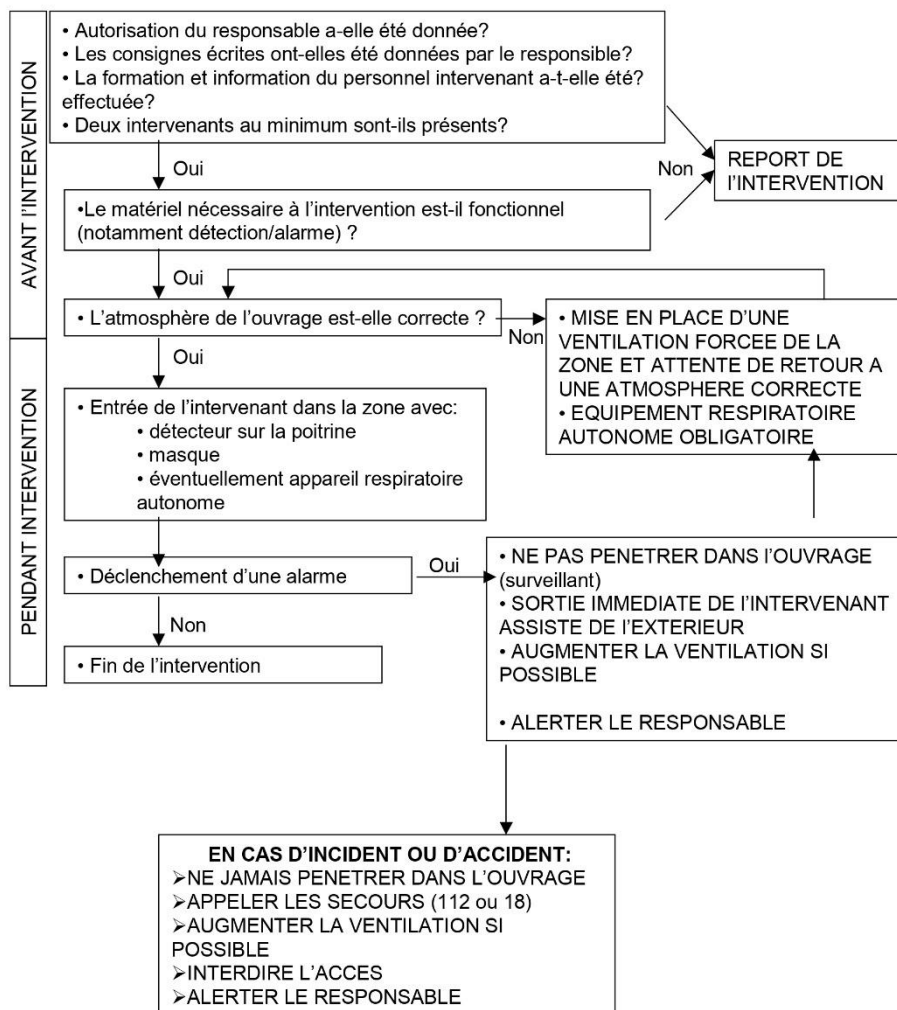 AVANT l'INTERVENTION
• Autorisation du responsable a-elle été donnée?
• Les consignes écrites ont-elles été données par le responsible?
• La formation et information du personnel intervenant a-t-elle été?
effectuée?
• Deux intervenants au minimum sont-ils présents?
Oui
Non
REPORT DE
l'INTERVENTION
•Le matériel nécessaire à l'intervention est-il fonctionnel
(notamment détection/alarme) ?
Oui
• L'atmosphère de l'ouvrage est-elle correcte ?
Non
• MISE EN PLACE D'UNE
VENTILATION FORCEE DE LA
ZONE ET ATTENTE DE RETOUR A
UNE ATMOSPHERE CORRECTE
• EQUIPEMENT RESPIRATOIRE
AUTONOME OBLIGATOIRE
PENDANT INTERVENTION
Oui
• Entrée de l'intervenant dans la zone avec:
• détecteur sur la poitrine
• masque
• éventuellement appareil respiratoire
autonome
• Déclenchement d'une alarme
Oui
• NE PAS PENETRER DANS l'OUVRAGE
(surveillant)
• SORTIE IMMEDIATE DE l'INTERVENANT
ASSISTE DE l'EXTERIEUR
• AUGMENTER LA VENTILATION SI
POSSIBLE
• ALERTER LE RESPONSABLE
Non
• Fin de l'intervention
EN CAS D'INCIDENT OU D'ACCIDENT:
➢NE JAMAIS PENETRER DANS L'OUVRAGE
➢APPELER LES SECOURS (112 ou 18)
➢AUGMENTER LA VENTILATION SI
POSSIBLE
➢INTERDIRE L'ACCES
➢ALERTER LE RESPONSABLE